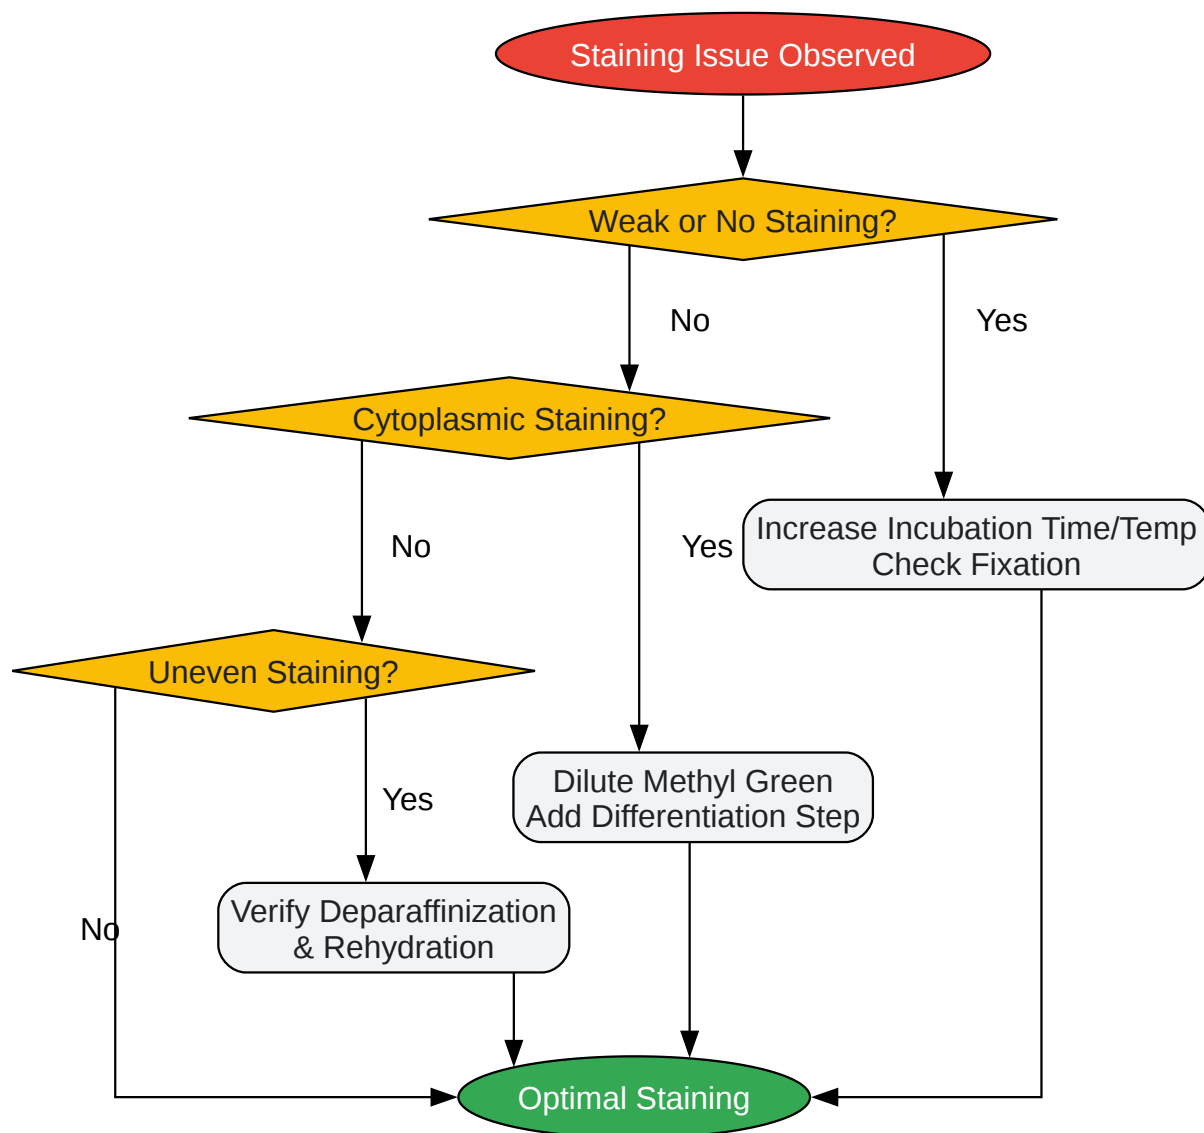 Staining Issue Observed
Weak or No Staining?
No
Yes
Cytoplasmic Staining?
No
Yes
Increase Incubation Time/Temp
Check Fixation
Uneven Staining?
Yes
Dilute Methyl Green
Add Differentiation Step
No
Verify Deparaffinization
& Rehydration
Optimal Staining